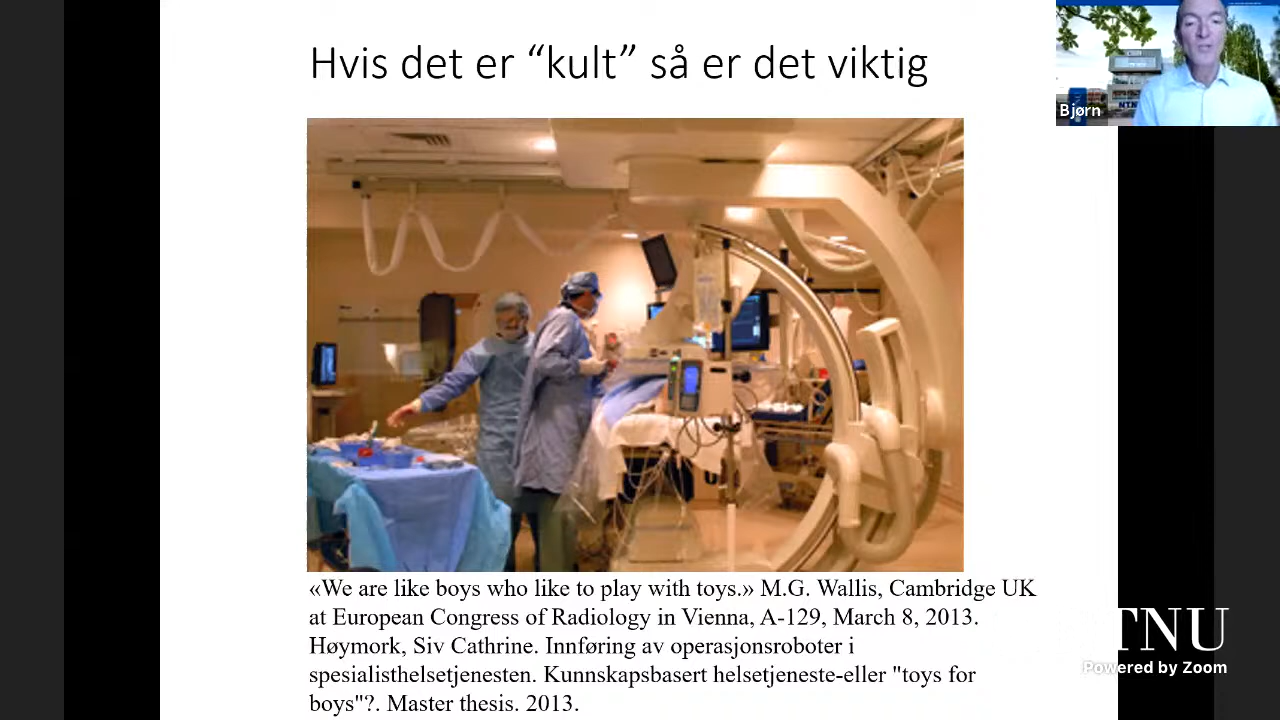 Hvis det er “kult” så er det viktig
Bjørn
«We are like boys who like to play with toys.» M.G. Wallis, Cambridge UK
at European Congress of Radiology in Vienna, A-129, March 8, 2013.
Høymork, Siv Cathrine. Innføring av operasjonsroboter i
spesialisthelsetjenesten. Kunnskapsbasert helsetjeneste-eller "toys for
boys"?. Master thesis. 2013.
TNU
Powered by Zoom